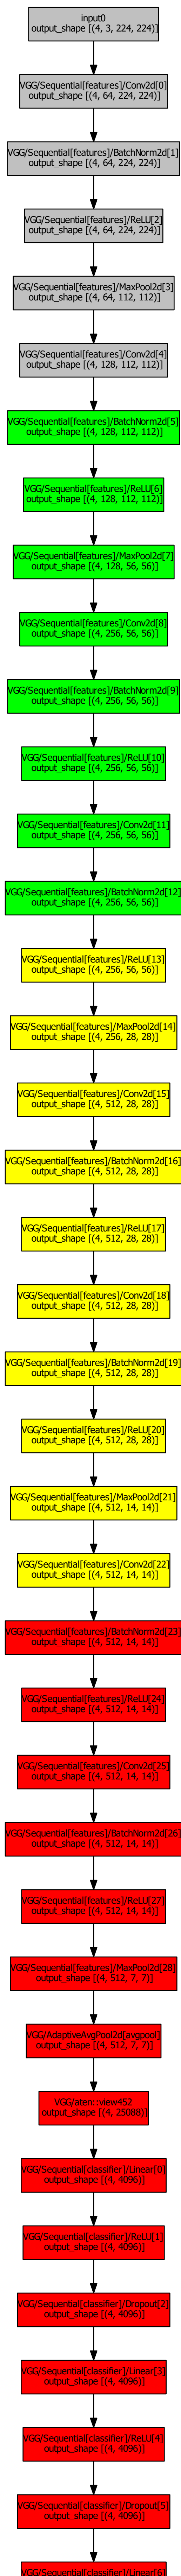 input0
output_shape [(4, 3, 224, 224)]
VGG/Sequential[features]/Conv2d[0]
output_shape [(4, 64, 224, 224)]
VGG/Sequential[features]/BatchNorm2d[1]
output_shape [(4, 64, 224, 224)]
VGG/Sequential[features]/ReLU[2]
output_shape [(4, 64, 224, 224)]
VGG/Sequential[features]/MaxPool2d[3]
output_shape [(4, 64, 112, 112)]
VGG/Sequential[features]/Conv2d[4]
output_shape [(4, 128, 112, 112)]
VGG/Sequential[features]/BatchNorm2d[5]
output_shape [(4, 128, 112, 112)]
VGG/Sequential[features]/ReLU[6]
output_shape [(4, 128, 112, 112)]
VGG/Sequential[features]/MaxPool2d[7]
output_shape [(4, 128, 56, 56)]
VGG/Sequential[features]/Conv2d[8]
output_shape [(4, 256, 56, 56)]
VGG/Sequential[features]/BatchNorm2d[9]
output_shape [(4, 256, 56, 56)]
VGG/Sequential[features]/ReLU[10]
output_shape [(4, 256, 56, 56)]
VGG/Sequential[features]/Conv2d[11]
output_shape [(4, 256, 56, 56)]
VGG/Sequential[features]/BatchNorm2d[12]
output_shape [(4, 256, 56, 56)]
VGG/Sequential[features]/ReLU[13]
output_shape [(4, 256, 56, 56)]
VGG/Sequential[features]/MaxPool2d[14]
output_shape [(4, 256, 28, 28)]
VGG/Sequential[features]/Conv2d[15]
output_shape [(4, 512, 28, 28)]
VGG/Sequential[features]/BatchNorm2d[16]
output_shape [(4, 512, 28, 28)]
VGG/Sequential[features]/ReLU[17]
output_shape [(4, 512, 28, 28)]
VGG/Sequential[features]/Conv2d[18]
output_shape [(4, 512, 28, 28)]
VGG/Sequential[features]/BatchNorm2d[19]
output_shape [(4, 512, 28, 28)]
VGG/Sequential[features]/ReLU[20]
output_shape [(4, 512, 28, 28)]
VGG/Sequential[features]/MaxPool2d[21]
output_shape [(4, 512, 14, 14)]
VGG/Sequential[features]/Conv2d[22]
output_shape [(4, 512, 14, 14)]
VGG/Sequential[features]/BatchNorm2d[23]
output_shape [(4, 512, 14, 14)]
VGG/Sequential[features]/ReLU[24]
output_shape [(4, 512, 14, 14)]
VGG/Sequential[features]/Conv2d[25]
output_shape [(4, 512, 14, 14)]
VGG/Sequential[features]/BatchNorm2d[26]
output_shape [(4, 512, 14, 14)]
VGG/Sequential[features]/ReLU[27]
output_shape [(4, 512, 14, 14)]
VGG/Sequential[features]/MaxPool2d[28]
output_shape [(4, 512, 7, 7)]
VGG/AdaptiveAvgPool2d[avgpool]
output_shape [(4, 512, 7, 7)]
VGG/aten::view452
output_shape [(4, 25088)]
VGG/Sequential[classifier]/Linear[0]
output_shape [(4, 4096)]
VGG/Sequential[classifier]/ReLU[1]
output_shape [(4, 4096)]
VGG/Sequential[classifier]/Dropout[2]
output_shape [(4, 4096)]
VGG/Sequential[classifier]/Linear[3]
output_shape [(4, 4096)]
VGG/Sequential[classifier]/ReLU[4]
output_shape [(4, 4096)]
VGG/Sequential[classifier]/Dropout[5]
output_shape [(4, 4096)]
VGG/Sequential[classifier]/Linear[6]